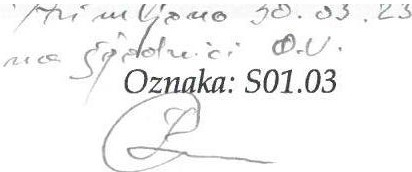 Primljeno 30.03.23
na sjednici O.V.
Oznaka: S01.03